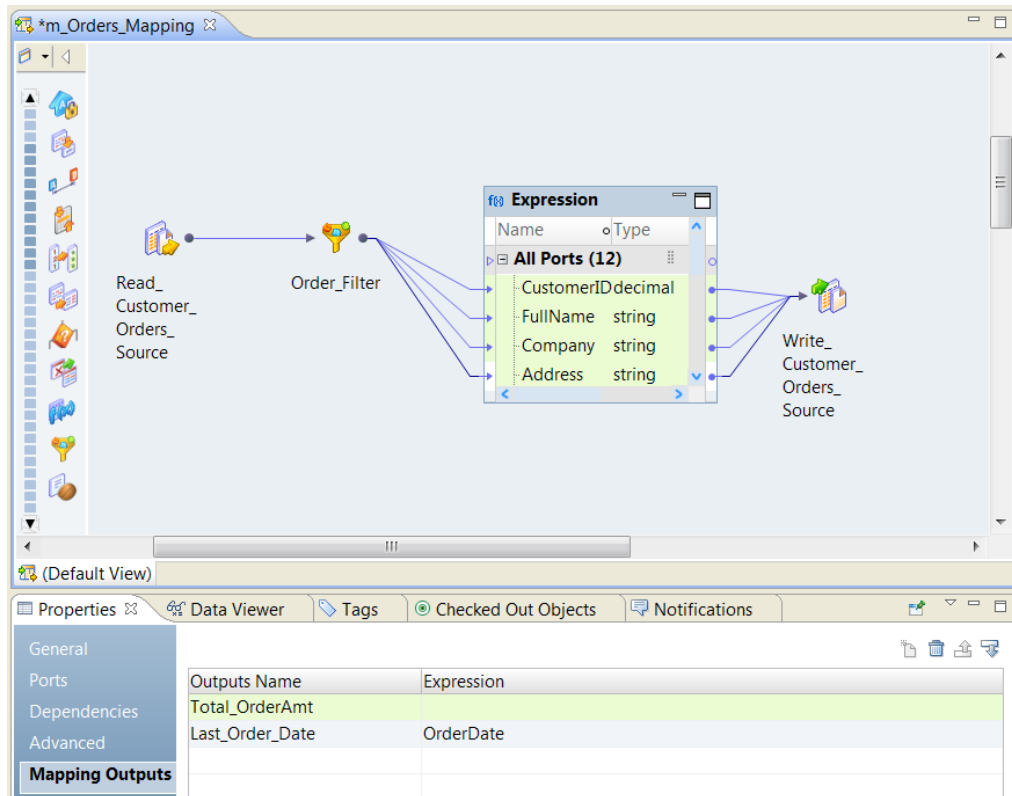 *m_Orders_Mapping
Read_
Customer_
Orders_
Source
Order_Filter
f(x) Expression
Name Type
All Ports (12)
CustomerID decimal
FullName string
Company string
Address string
Write_
Customer_
Orders_
Source
(Default View)
Properties Data Viewer Tags Checked Out Objects Notifications
General
Ports
Dependencies
Advanced
Mapping Outputs
Outputs Name Expression
Total_OrderAmt
Last_Order_Date OrderDate